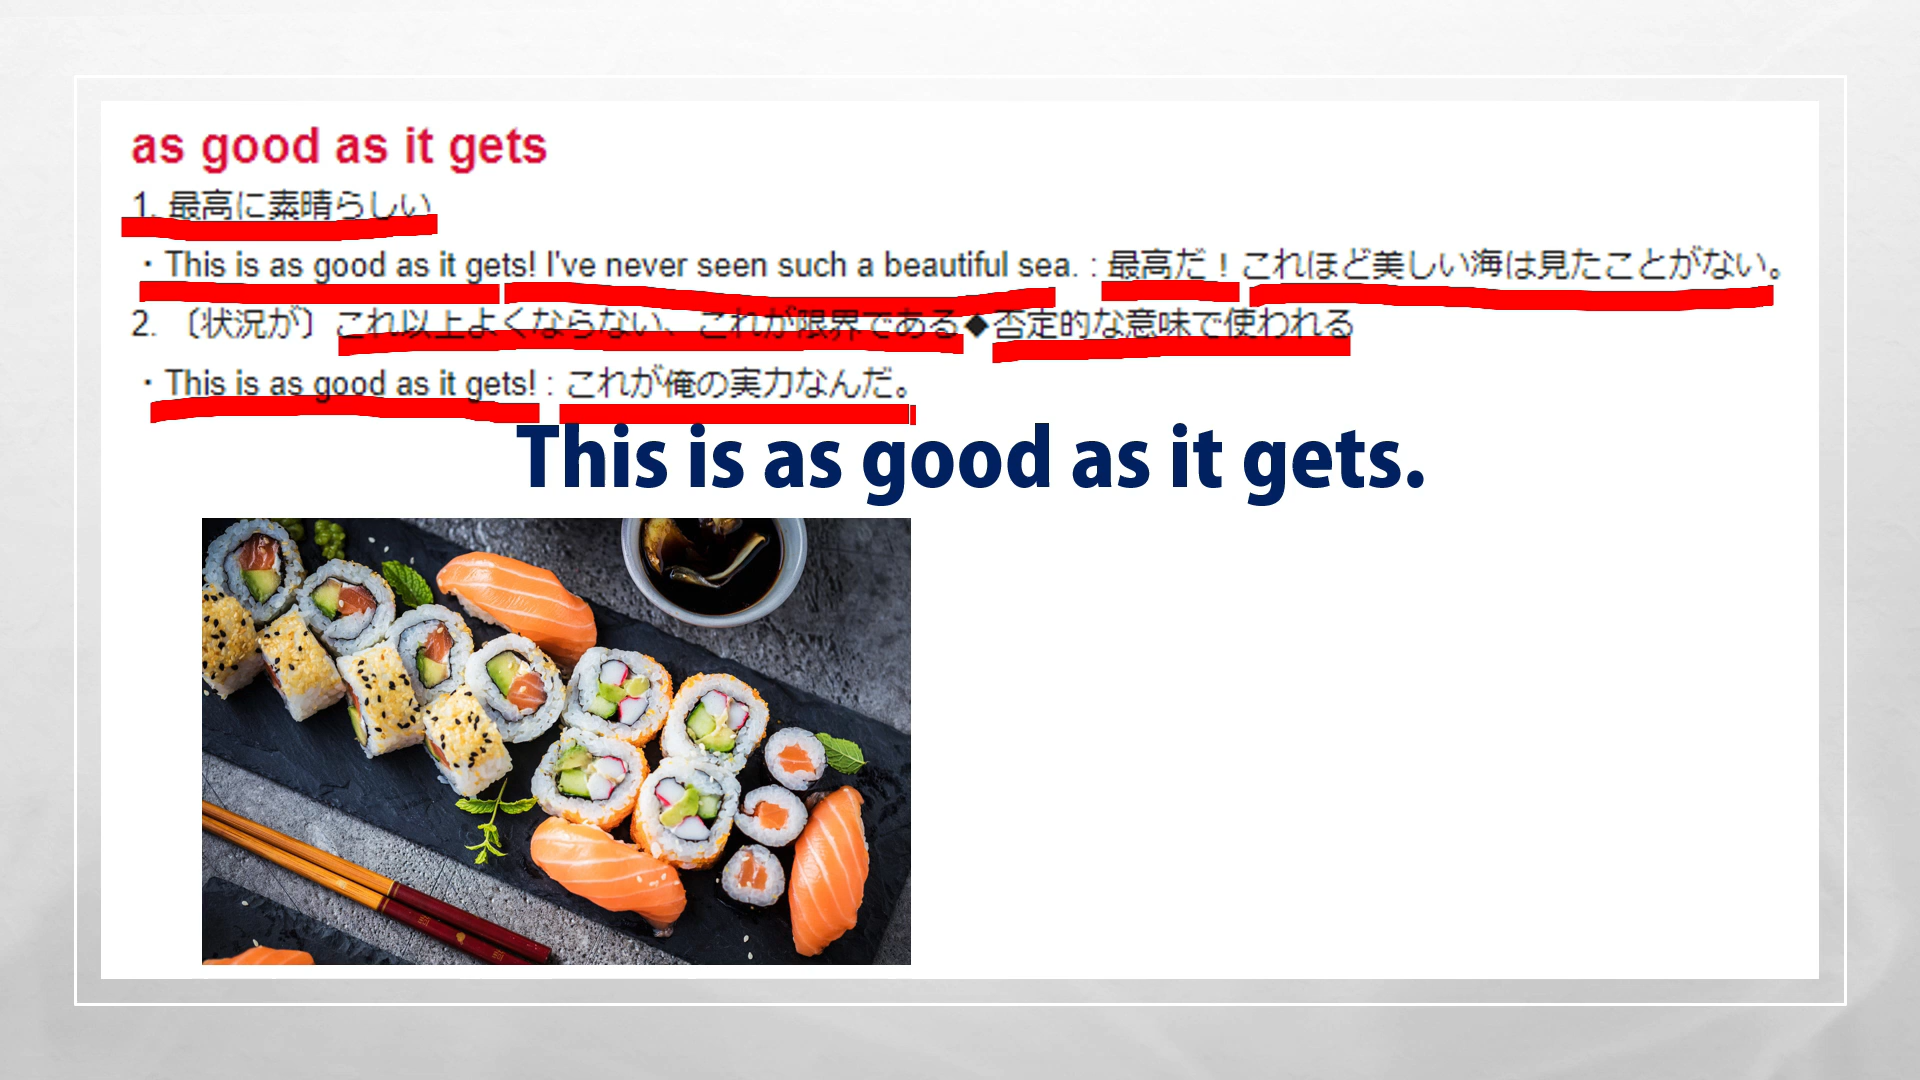 as good as it gets
1. 最高に素晴らしい
・This is as good as it gets! I've never seen such a beautiful sea. : 最高だ！これほど美しい海は見たことがない。
2. 〔状況が〕これ以上よくならない、これが限界である◆否定的な意味で使われる
・This is as good as it gets! : これが俺の実力なんだ。
This is as good as it gets.